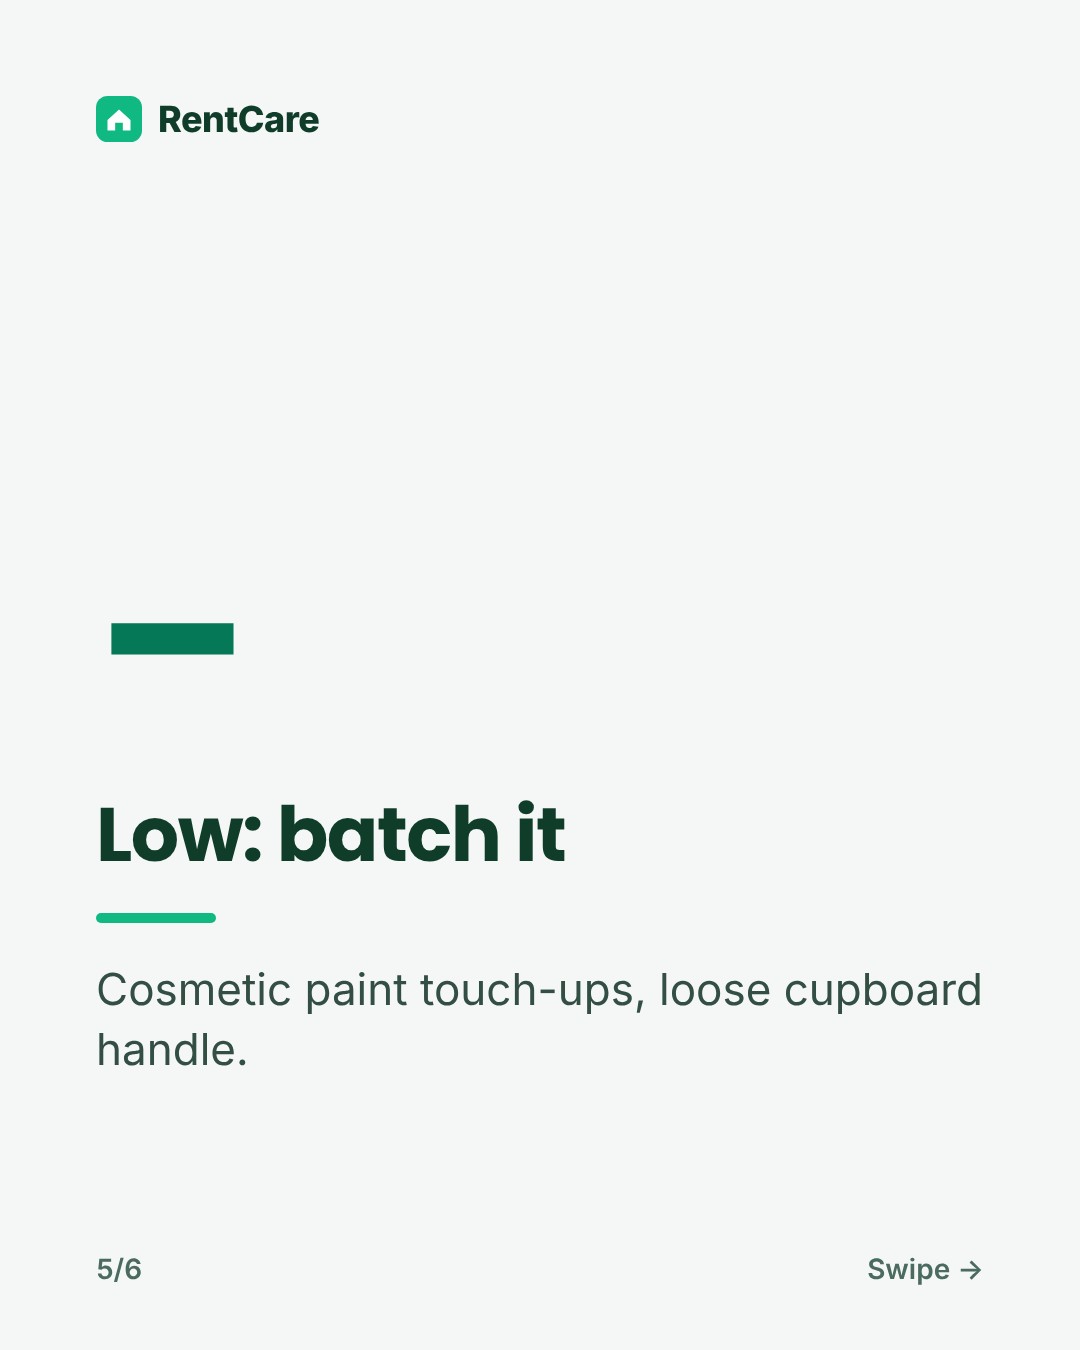 RentCare
–
Low: batch it
Cosmetic paint touch-ups, loose cupboard
handle.
5/6
Swipe →